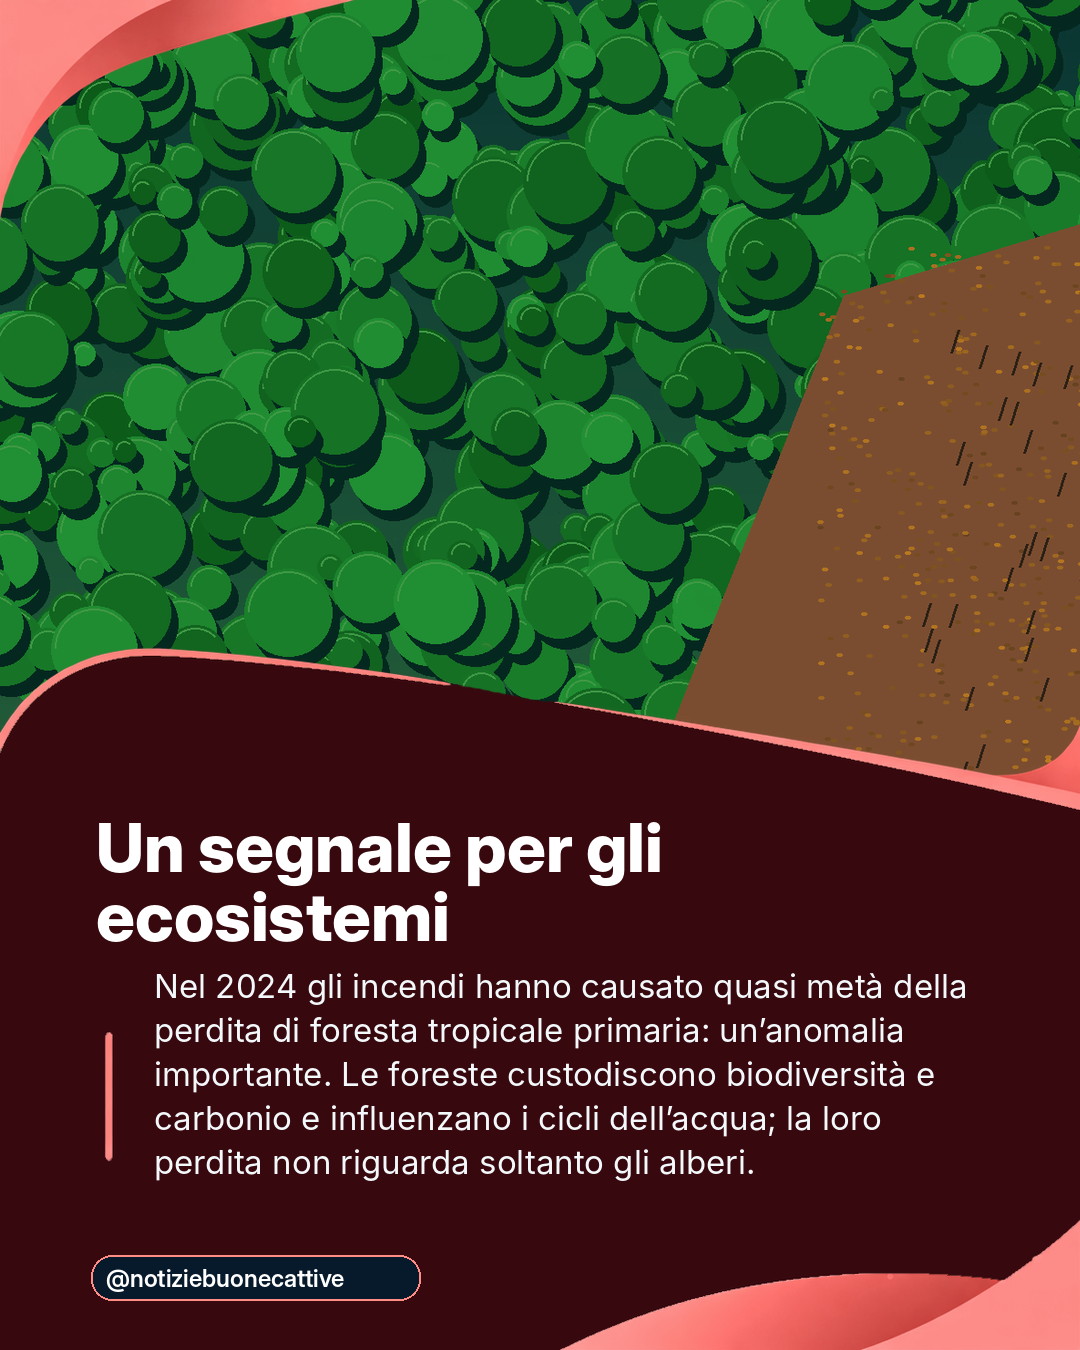 Un segnale per gli
ecosistemi
Nel 2024 gli incendi hanno causato quasi metà della
perdita di foresta tropicale primaria: un’anomalia
importante. Le foreste custodiscono biodiversità e
carbonio e influenzano i cicli dell’acqua; la loro
perdita non riguarda soltanto gli alberi.
@notiziebuonecattive